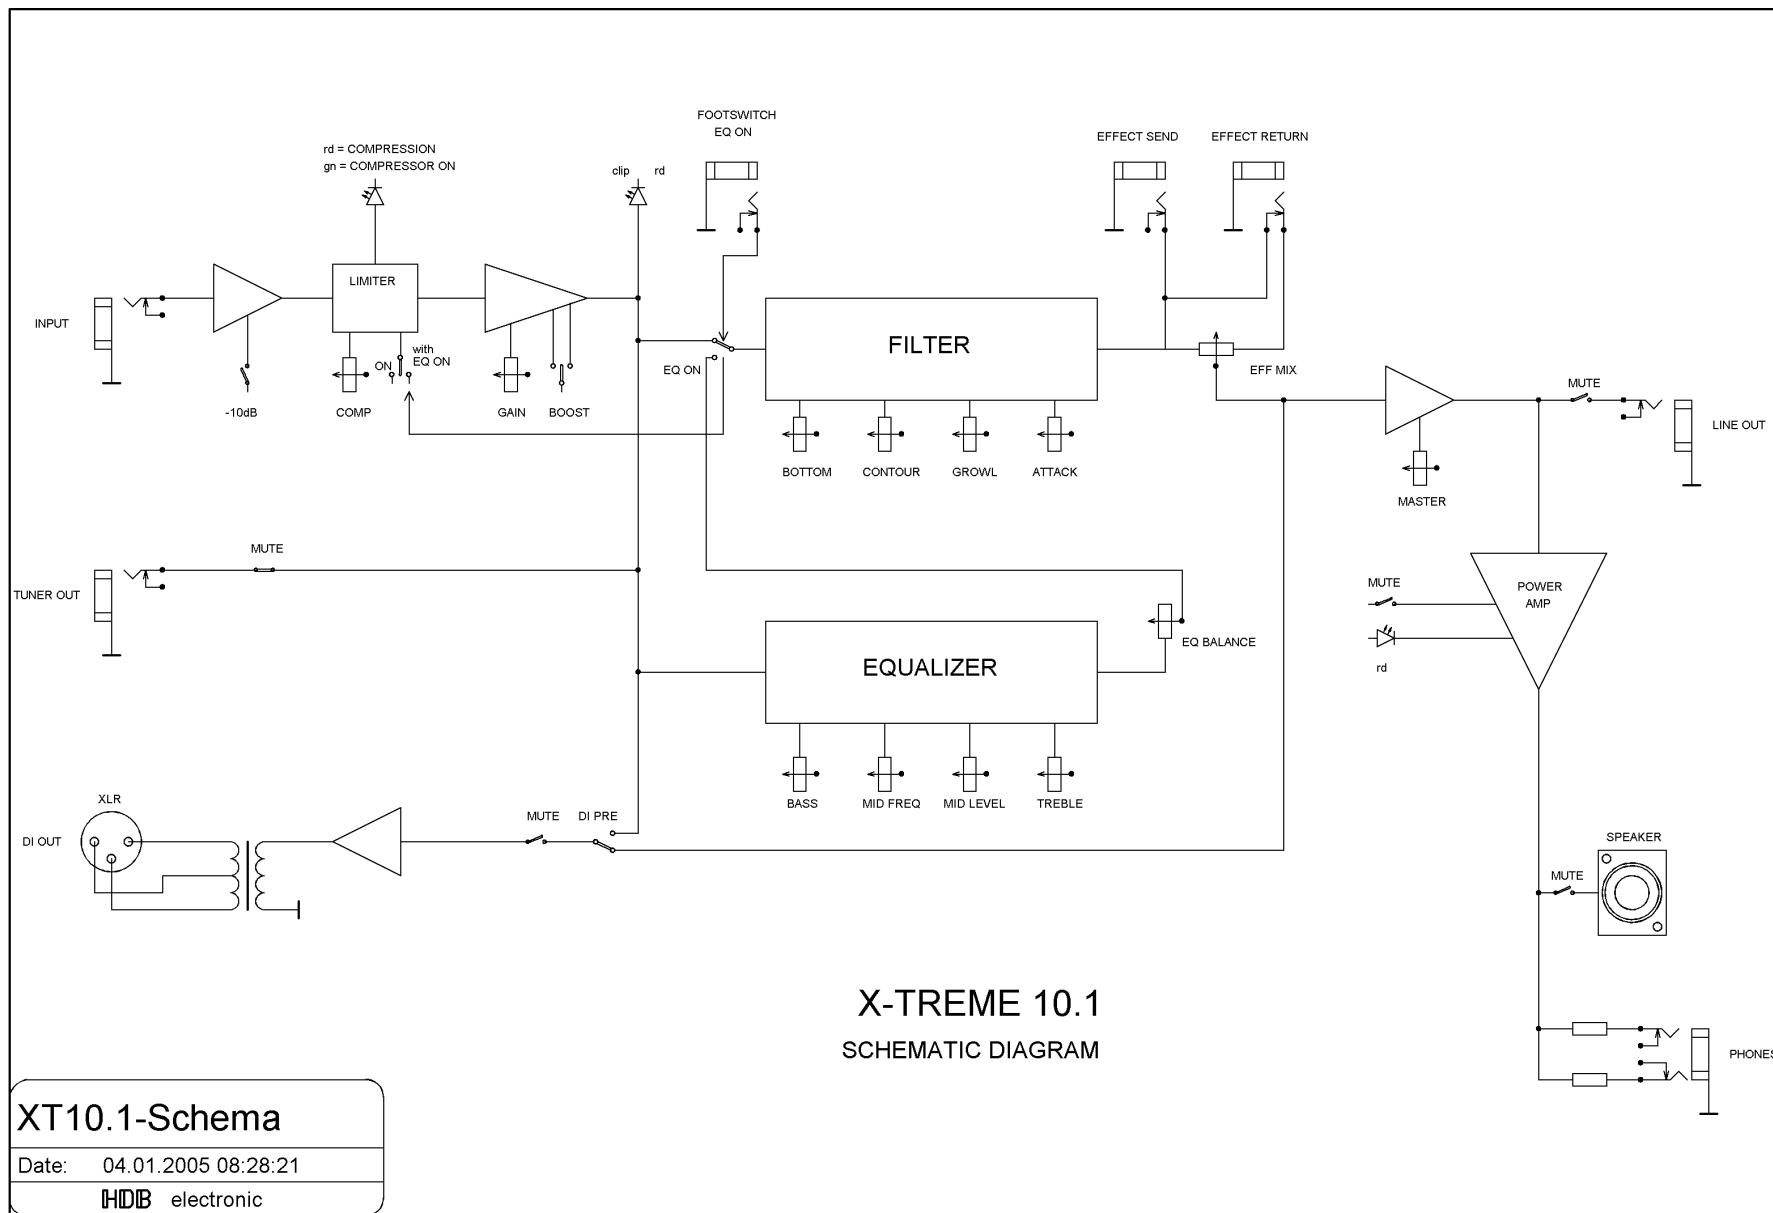 FOOTSWITCH
EQ ON
EFFECT SEND
EFFECT RETURN
rd = COMPRESSION
gn = COMPRESSOR ON
clip rd
LIMITER
INPUT
with
EQ ON
ON
-10dB
COMP
GAIN
BOOST
EQ ON
FILTER
EFF MIX
BOTTOM
CONTOUR
GROWL
ATTACK
MUTE
LINE OUT
MASTER
MUTE
TUNER OUT
MUTE
POWER
AMP
rd
EQ BALANCE
EQUALIZER
BASS
MID FREQ
MID LEVEL
TREBLE
XLR
DI OUT
MUTE
DI PRE
SPEAKER
MUTE
X-TREME 10.1
SCHEMATIC DIAGRAM
PHONES
XT10.1-Schema
Date: 04.01.2005 08:28:21
HDB electronic